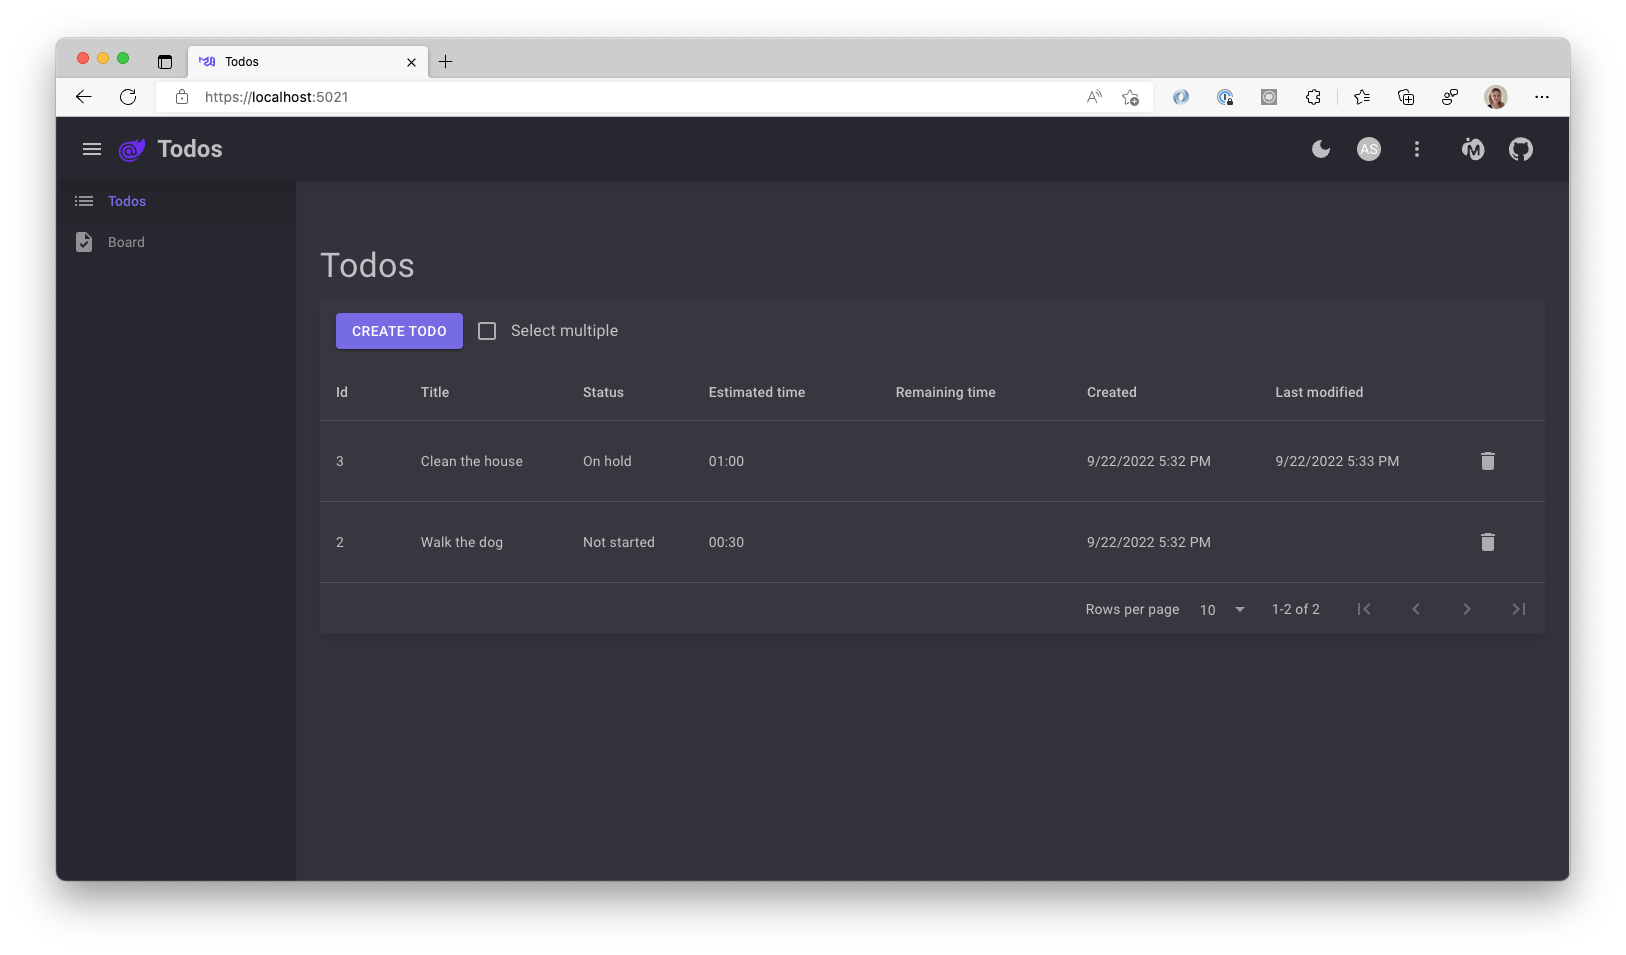 Todos
https://localhost:5021
Todos
AS
Todos
Board
Todos
CREATE TODO Select multiple
Id Title Status Estimated time Remaining time Created Last modified
3 Clean the house On hold 01:00 9/22/2022 5:32 PM 9/22/2022 5:33 PM
2 Walk the dog Not started 00:30 9/22/2022 5:32 PM
Rows per page 10 1-2 of 2